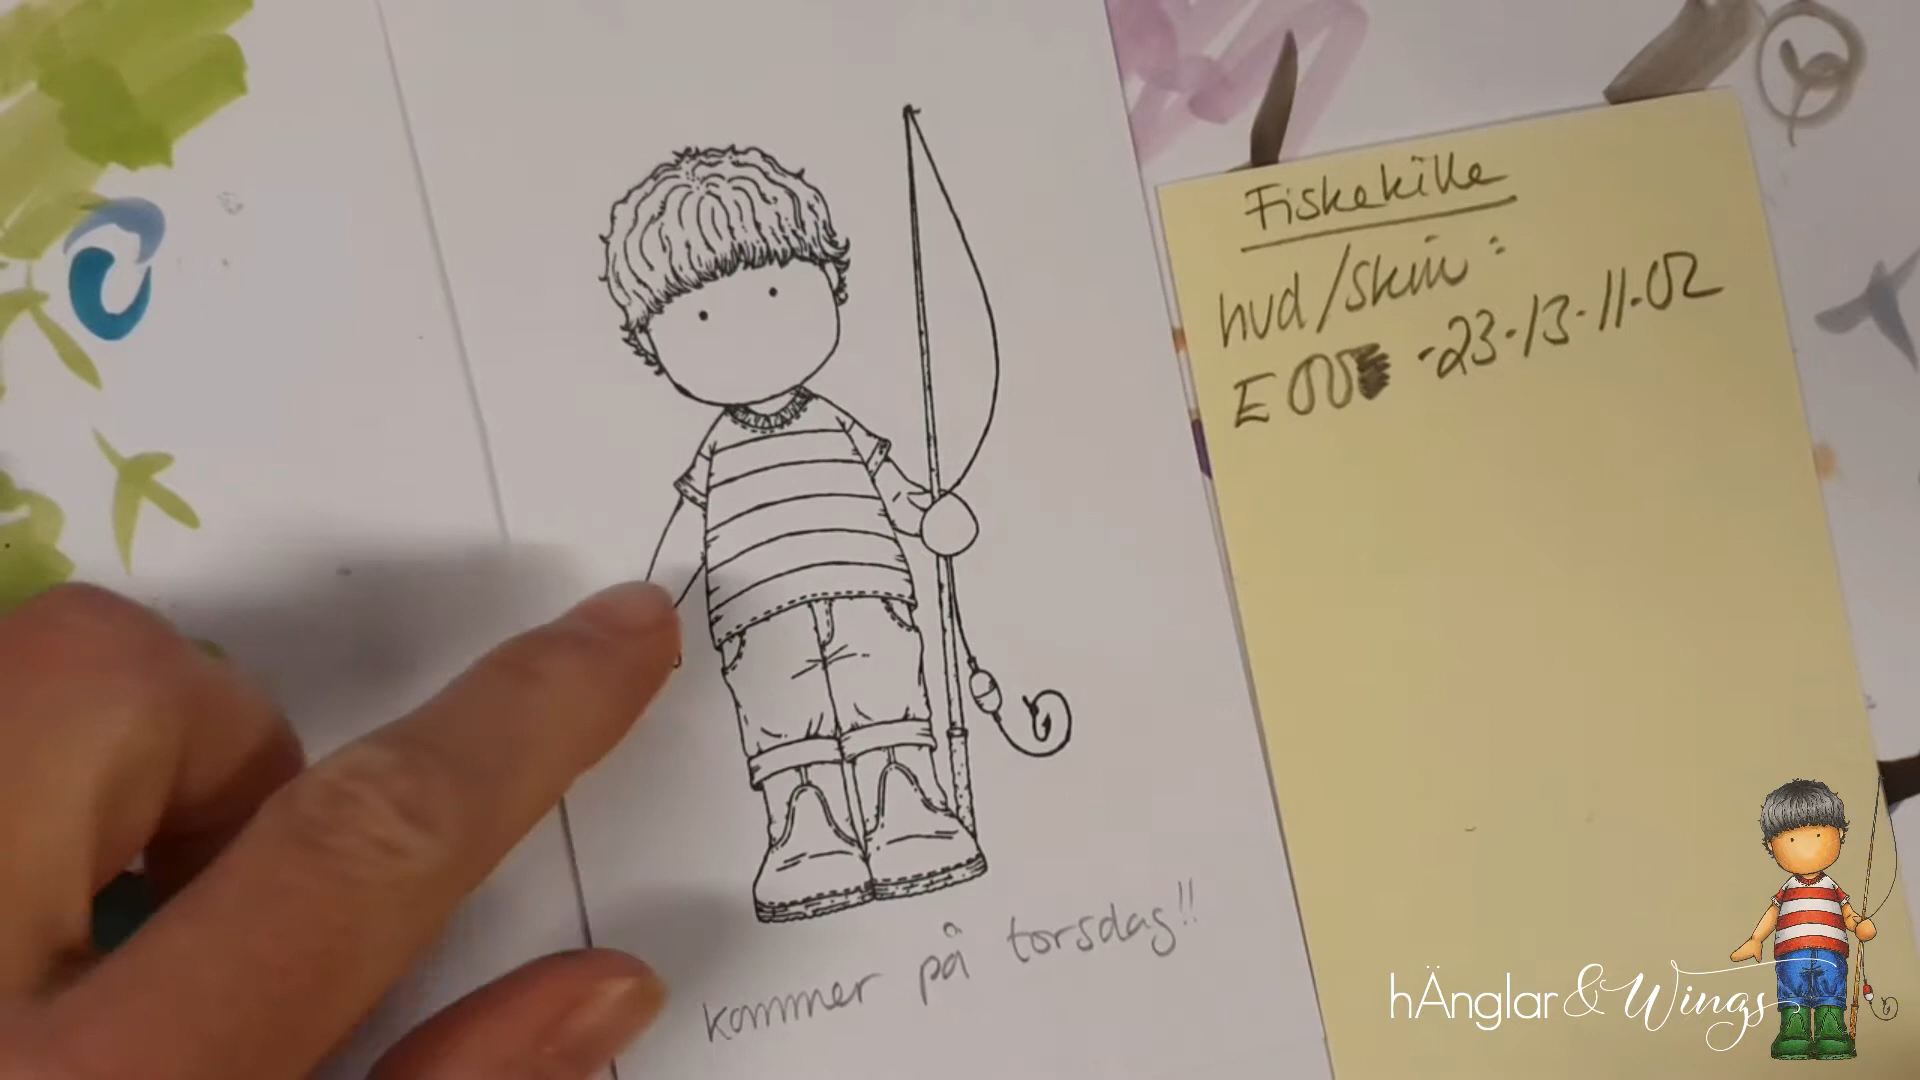 Fiskekille
hud/skin:
E00 -23-13-11-02
kommer på torsdag!!
hÄnglar & Wings